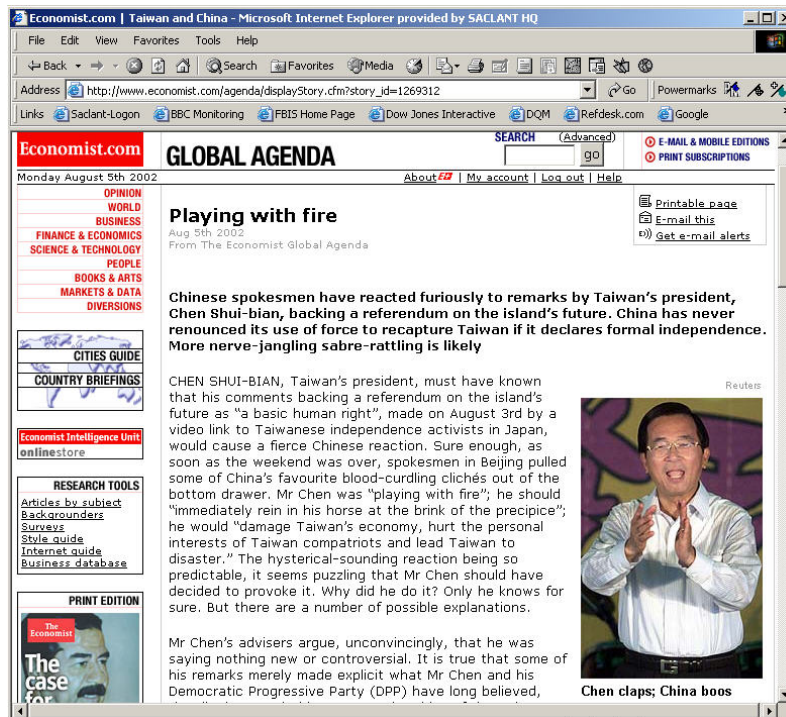 Economist.com | Taiwan and China - Microsoft Internet Explorer provided by SACLANT HQ
File Edit View Favorites Tools Help
Back Search Favorites Media
Address http://www.economist.com/agenda/displayStory.cfm?story_id=1269312 Go Powermarks
Links Saclant-Logon BBC Monitoring FBIS Home Page Dow Jones Interactive DQM Refdesk.com Google
Economist.com
GLOBAL AGENDA
SEARCH (Advanced)
go
E-MAIL & MOBILE EDITIONS
PRINT SUBSCRIPTIONS
Monday August 5th 2002
About | My account | Log out | Help
OPINION
WORLD
BUSINESS
FINANCE & ECONOMICS
SCIENCE & TECHNOLOGY
PEOPLE
BOOKS & ARTS
MARKETS & DATA
DIVERSIONS
CITIES GUIDE
COUNTRY BRIEFINGS
Economist Intelligence Unit
onlinestore
RESEARCH TOOLS
Articles by subject
Backgrounders
Surveys
Style guide
Internet guide
Business database
PRINT EDITION
The
Economist
The
case
for
Playing with fire
Aug 5th 2002
From The Economist Global Agenda
Printable page
E-mail this
Get e-mail alerts
Chinese spokesmen have reacted furiously to remarks by Taiwan's president,
Chen Shui-bian, backing a referendum on the island's future. China has never
renounced its use of force to recapture Taiwan if it declares formal independence.
More nerve-jangling sabre-rattling is likely
CHEN SHUI-BIAN, Taiwan's president, must have known
that his comments backing a referendum on the island's
future as "a basic human right", made on August 3rd by a
video link to Taiwanese independence activists in Japan,
would cause a fierce Chinese reaction. Sure enough, as
soon as the weekend was over, spokesmen in Beijing pulled
some of China's favourite blood-curdling clichés out of the
bottom drawer. Mr Chen was "playing with fire"; he should
"immediately rein in his horse at the brink of the precipice";
he would "damage Taiwan's economy, hurt the personal
interests of Taiwan compatriots and lead Taiwan to
disaster." The hysterical-sounding reaction being so
predictable, it seems puzzling that Mr Chen should have
decided to provoke it. Why did he do it? Only he knows for
sure. But there are a number of possible explanations.
Mr Chen's advisers argue, unconvincingly, that he was
saying nothing new or controversial. It is true that some of
his remarks merely made explicit what Mr Chen and his
Democratic Progressive Party (DPP) have long believed,
Reuters
Chen claps; China boos